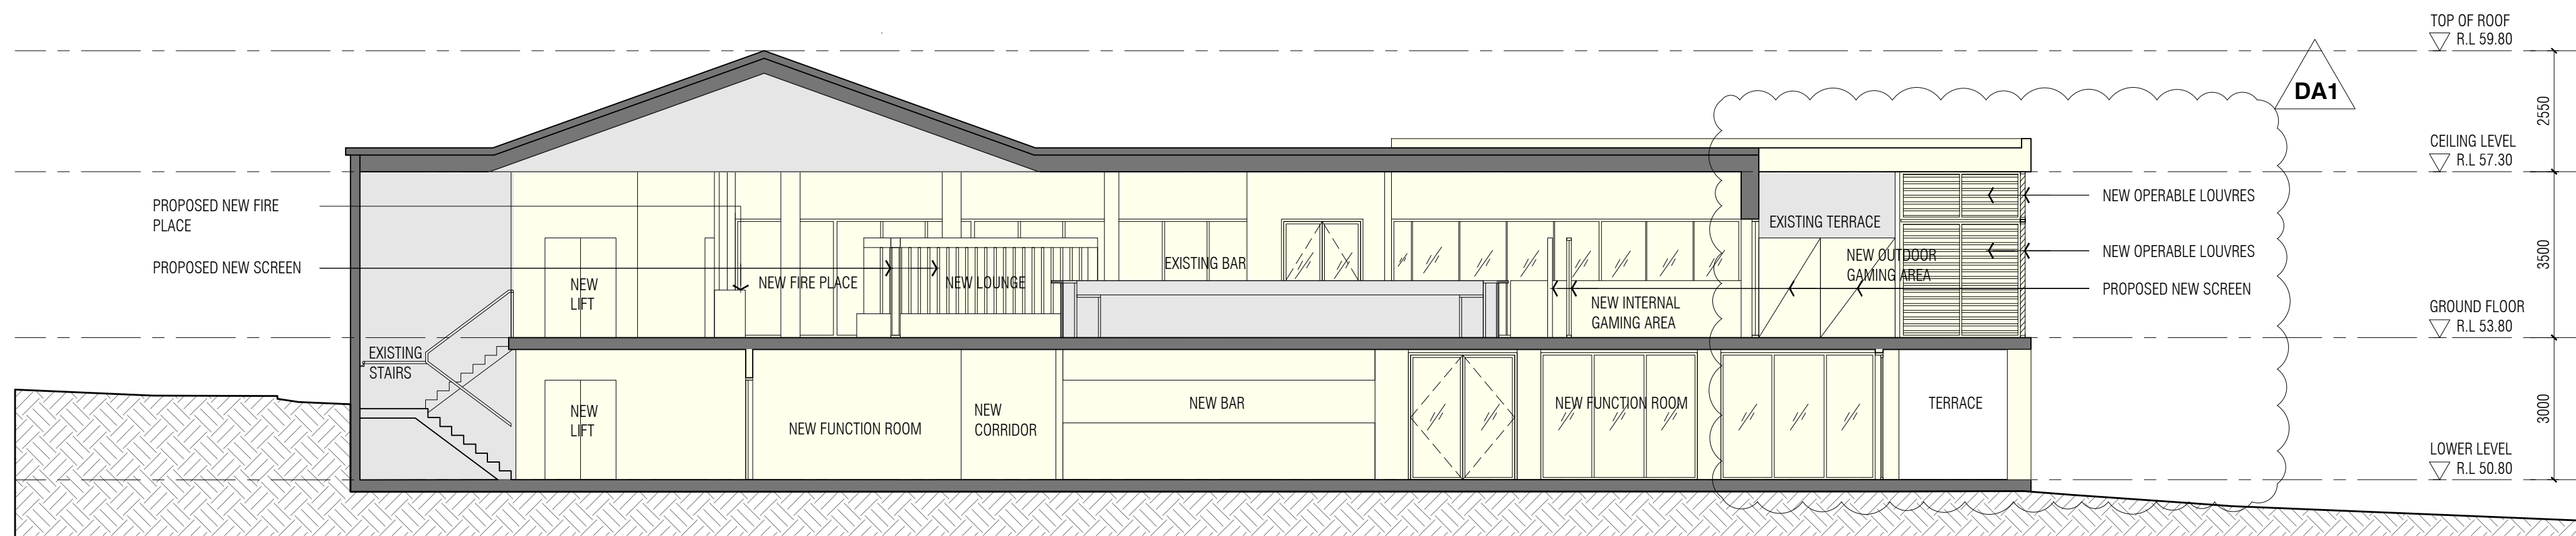 TOP OF ROOF
R.L 59.80
DA1
2550
CEILING LEVEL
R.L 57.30
PROPOSED NEW FIRE
PLACE
NEW OPERABLE LOUVRES
EXISTING TERRACE
PROPOSED NEW SCREEN
NEW
LIFT
NEW FIRE PLACE
NEW LOUNGE
EXISTING BAR
NEW INTERNAL
GAMING AREA
NEW OUTDOOR
GAMING AREA
NEW OPERABLE LOUVRES
PROPOSED NEW SCREEN
3500
GROUND FLOOR
R.L 53.80
EXISTING
STAIRS
NEW
LIFT
NEW FUNCTION ROOM
NEW
CORRIDOR
NEW BAR
NEW FUNCTION ROOM
TERRACE
3000
LOWER LEVEL
R.L 50.80